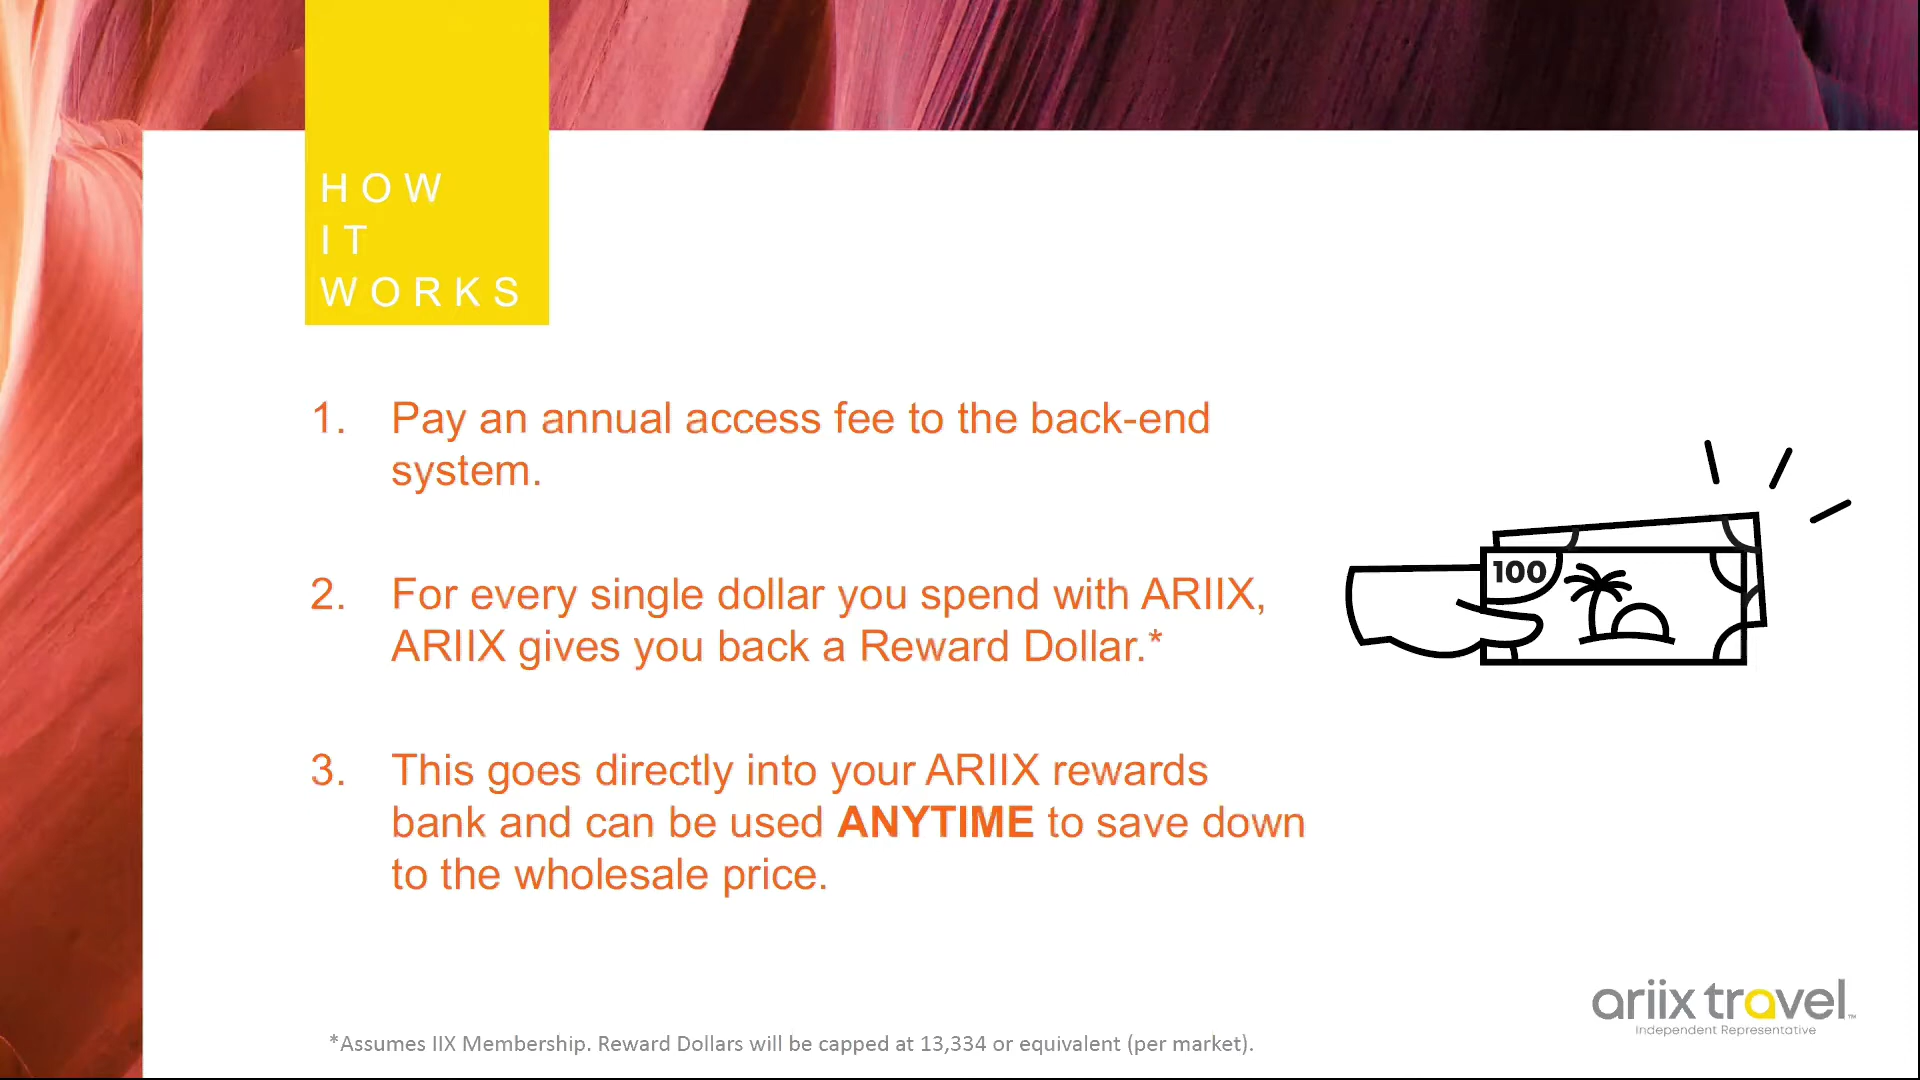 HOW
IT
WORKS
1. Pay an annual access fee to the back-end
system.
2. For every single dollar you spend with ARIIX,
ARIIX gives you back a Reward Dollar.*
100
3. This goes directly into your ARIIX rewards
bank and can be used ANYTIME to save down
to the wholesale price.
ariix travel™
Independent Representative
*Assumes IIX Membership. Reward Dollars will be capped at 13,334 or equivalent (per market).